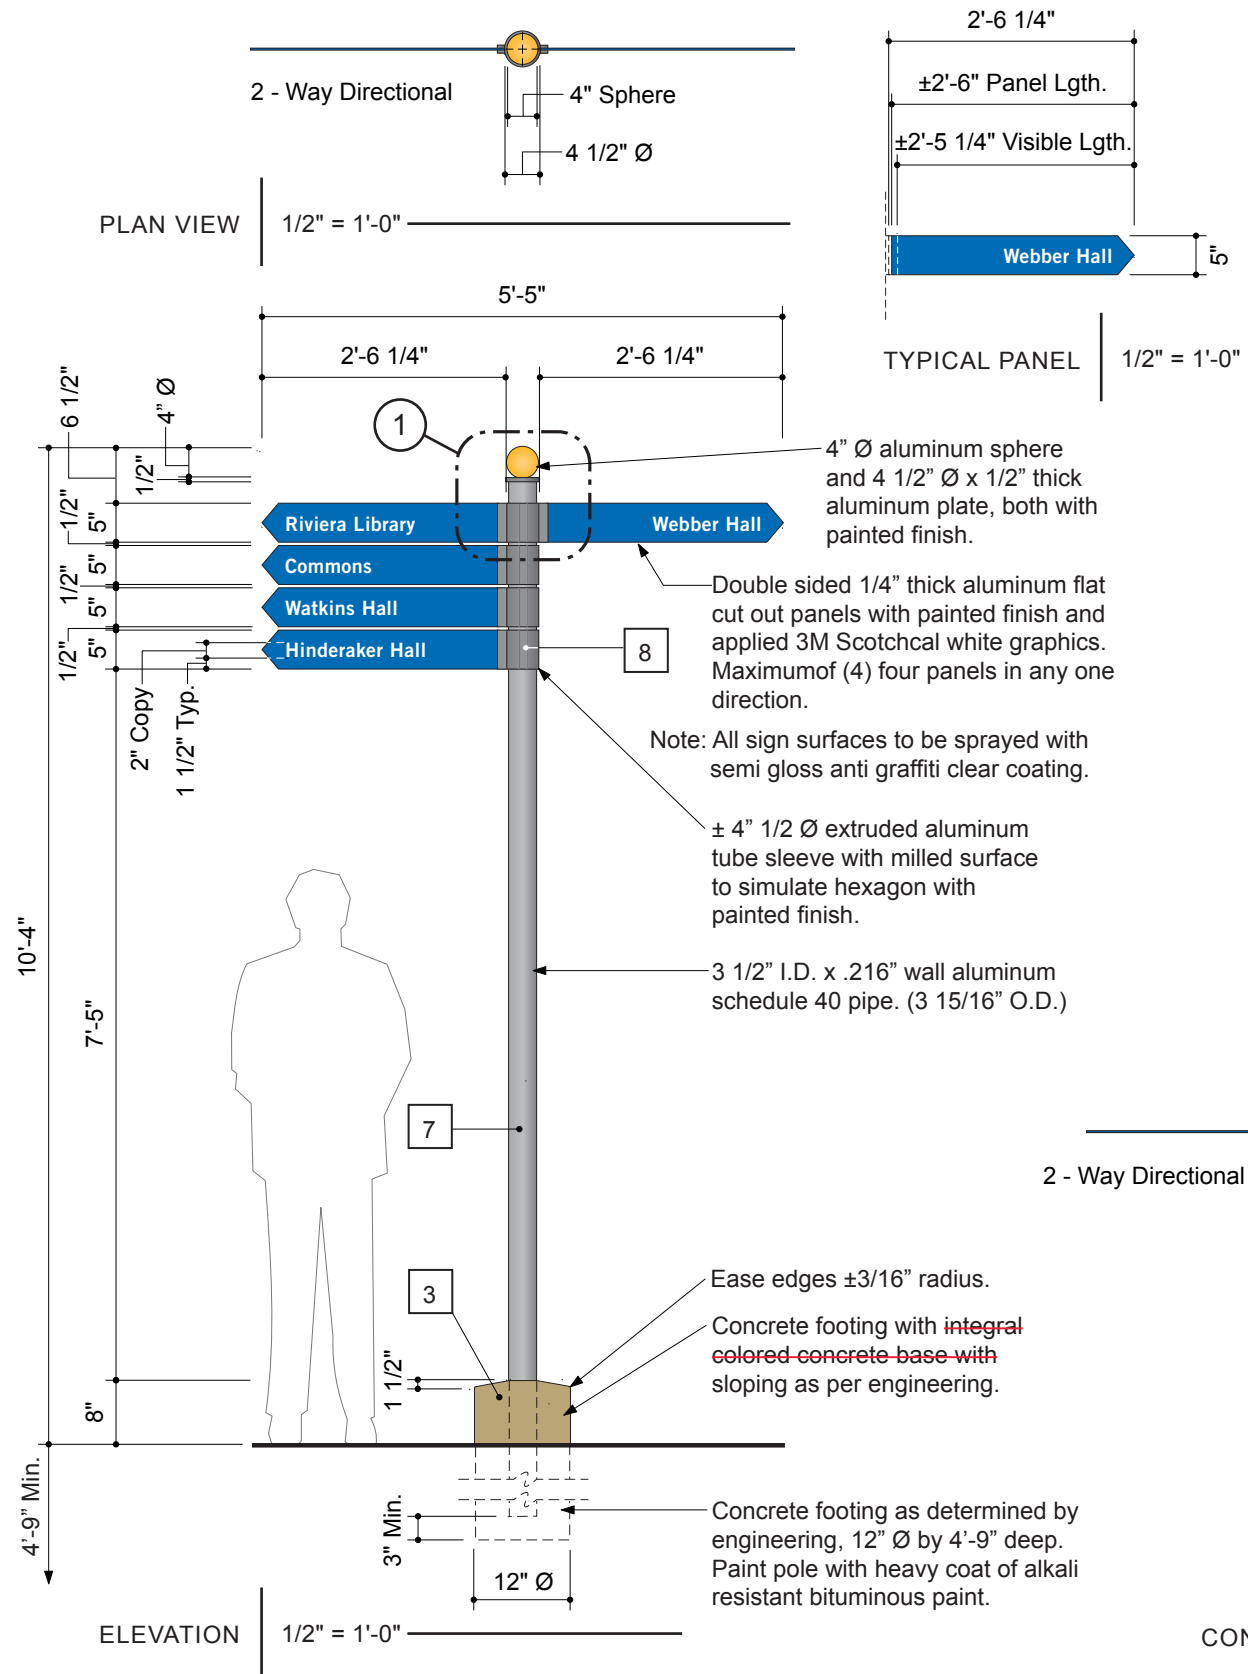 2 - Way Directional
4" Sphere
4 1/2" Ø
PLAN VIEW
1/2" = 1'-0"
2'-6 1/4"
±2'-6" Panel Lgth.
±2'-5 1/4" Visible Lgth.
Webber Hall
5"
TYPICAL PANEL
1/2" = 1'-0"
5'-5"
2'-6 1/4"
2'-6 1/4"
6 1/2"
4” Ø
1/2"
1/2"
5"
1/2"
5"
1/2"
5"
1/2"
5"
2" Copy
1 1/2" Typ.
1
Riviera Library
Webber Hall
Commons
Watkins Hall
Hinderaker Hall
8
4” Ø aluminum sphere
and 4 1/2” Ø x 1/2” thick
aluminum plate, both with
painted finish.
Double sided 1/4” thick aluminum flat
cut out panels with painted finish and
applied 3M Scotchcal white graphics.
Maximumof (4) four panels in any one
direction.
Note: All sign surfaces to be sprayed with
semi gloss anti graffiti clear coating.
± 4” 1/2 Ø extruded aluminum
tube sleeve with milled surface
to simulate hexagon with
painted finish.
3 1/2” I.D. x .216” wall aluminum
schedule 40 pipe. (3 15/16” O.D.)
10'-4"
7'-5"
7
2 - Way Directional
3
Ease edges ±3/16” radius.
Concrete footing with integral
colored concrete base with
sloping as per engineering.
1 1/2"
8"
4’-9” Min.
3" Min.
12" Ø
Concrete footing as determined by
engineering, 12” Ø by 4’-9” deep.
Paint pole with heavy coat of alkali
resistant bituminous paint.
ELEVATION
1/2" = 1'-0"
CON